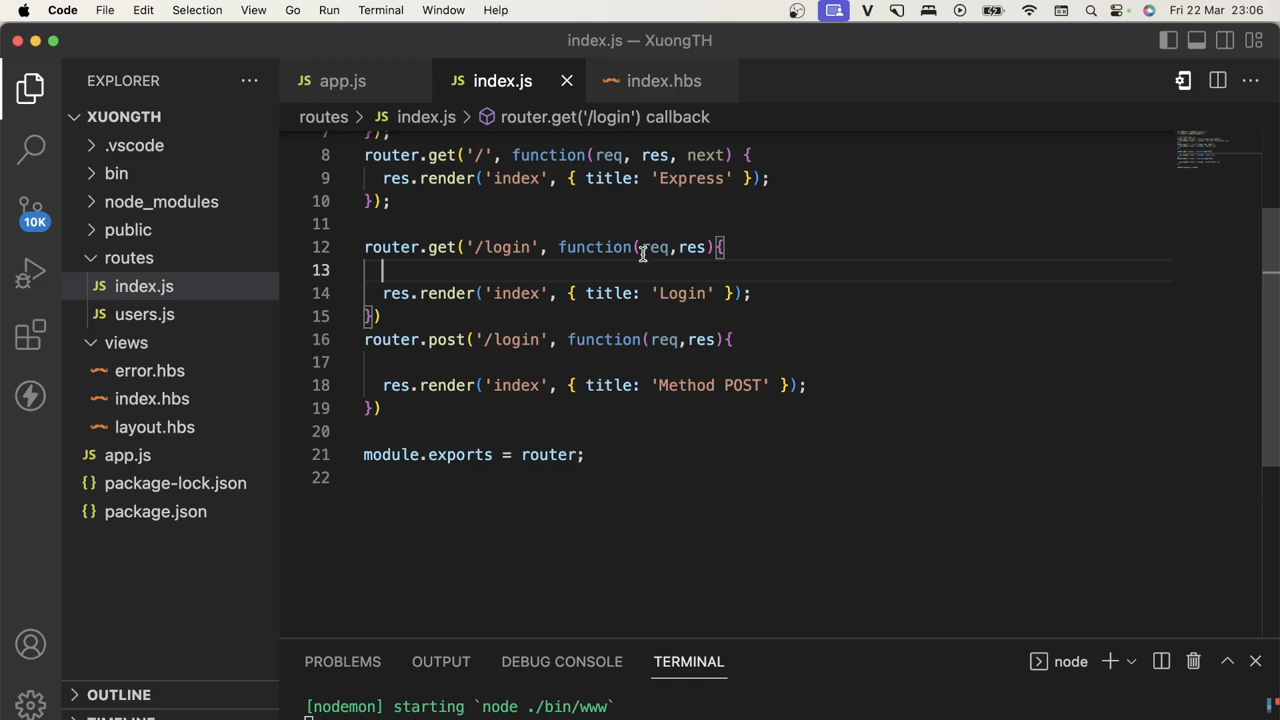 Code File Edit Selection View Go Run Terminal Window Help Fri 22 Mar 23:06
index.js — XuongTH
EXPLORER
app.js index.js index.hbs
XUONGTH
routes > index.js > router.get('/login') callback
.vscode
bin
node_modules
public
routes
index.js
users.js
views
error.hbs
index.hbs
layout.hbs
app.js
package-lock.json
package.json
OUTLINE
10K
7 });
8 router.get('/', function(req, res, next) {
9 res.render('index', { title: 'Express' });
10 });
11
12 router.get('/login', function(req,res){
13
14 res.render('index', { title: 'Login' });
15 })
16 router.post('/login', function(req,res){
17
18 res.render('index', { title: 'Method POST' });
19 })
20
21 module.exports = router;
22
PROBLEMS OUTPUT DEBUG CONSOLE TERMINAL node
[nodemon] starting `node ./bin/www`